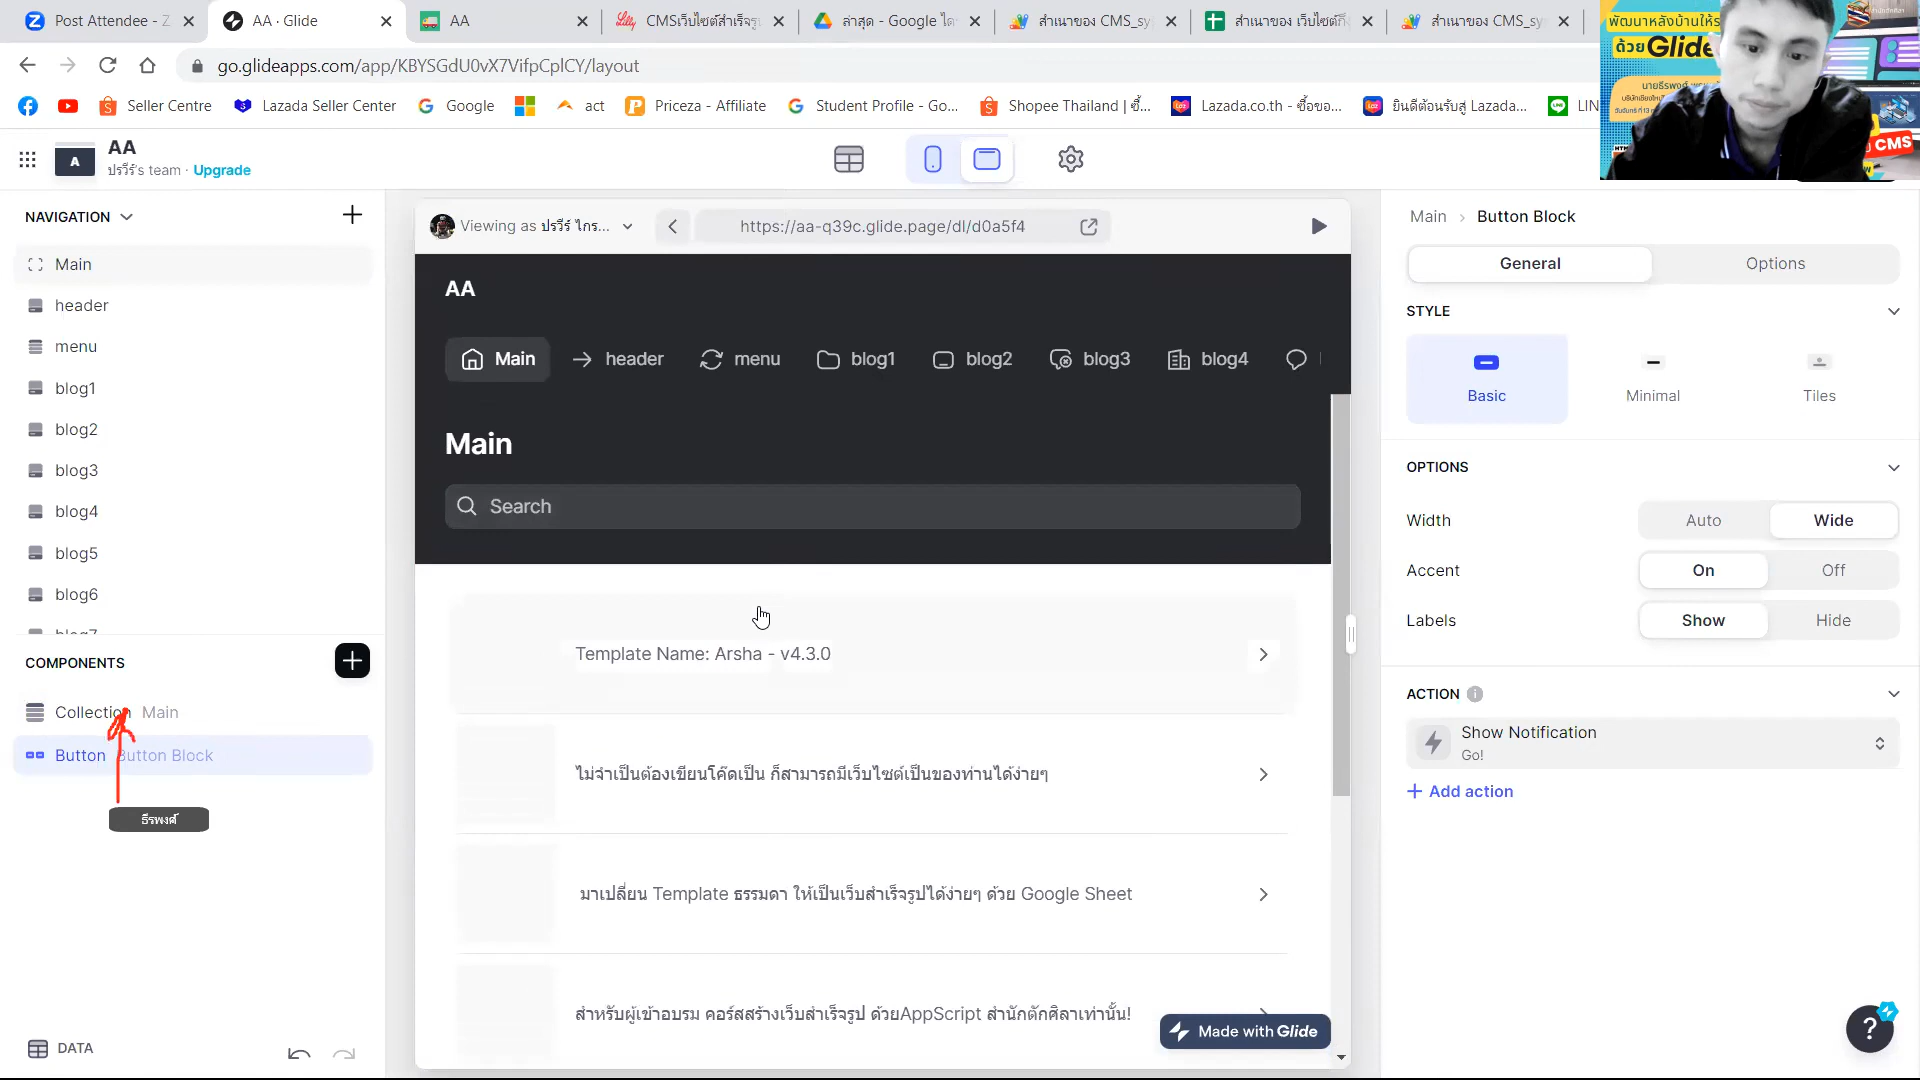 Post Attendee - Z
AA · Glide
AA
CMSเว็บไซต์สำเร็จรู
ล่าสุด - Google ได
สำเนาของ CMS_sy
สำเนาของ เว็บไซต์กึ่
สำเนาของ CMS_sy
go.glideapps.com/app/KBYSGdU0vX7VifpCplCY/layout
Seller Centre
Lazada Seller Center
Google
act
Priceza - Affiliate
Student Profile - Go...
Shopee Thailand | ซื้...
Lazada.co.th - ซื้อขอ...
ยินดีต้อนรับสู่ Lazada...
LIN
พัฒนาหลังบ้านให้ร
ด้วยGlide
CMS
A
AA
ปรวีร์'s team · Upgrade
NAVIGATION
Main
header
menu
blog1
blog2
blog3
blog4
blog5
blog6
blog7
COMPONENTS
Collection Main
Button Button Block
ธีรพงศ์
DATA
Viewing as ปรวีร์ ไกร...
https://aa-q39c.glide.page/dl/d0a5f4
AA
Main
header
menu
blog1
blog2
blog3
blog4
Main
Search
Template Name: Arsha - v4.3.0
ไม่จำเป็นต้องเขียนโค๊ดเป็น ก็สามารถมีเว็บไซต์เป็นของท่านได้ง่ายๆ
มาเปลี่ยน Template ธรรมดา ให้เป็นเว็บสำเร็จรูปได้ง่ายๆ ด้วย Google Sheet
สำหรับผู้เข้าอบรม คอร์สสร้างเว็บสำเร็จรูป ด้วยAppScript สำนักตักศิลาเท่านั้น!
Made with Glide
Main › Button Block
General
Options
STYLE
Basic
Minimal
Tiles
OPTIONS
Width
Auto
Wide
Accent
On
Off
Labels
Show
Hide
ACTION
Show Notification
Go!
+ Add action
?